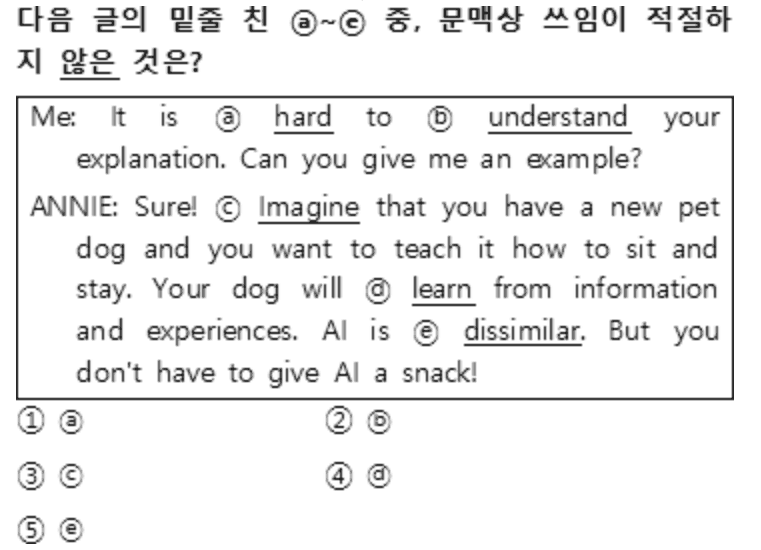 다음 글의 밑줄 친 ⓐ~ⓔ 중, 문맥상 쓰임이 적절하
지 않은 것은?
Me: It is ⓐ hard to ⓑ understand your
explanation. Can you give me an example?
ANNIE: Sure! ⓒ Imagine that you have a new pet
dog and you want to teach it how to sit and
stay. Your dog will ⓓ learn from information
and experiences. AI is ⓔ dissimilar. But you
don't have to give AI a snack!
① ⓐ ② ⓑ
③ ⓒ ④ ⓓ
⑤ ⓔ